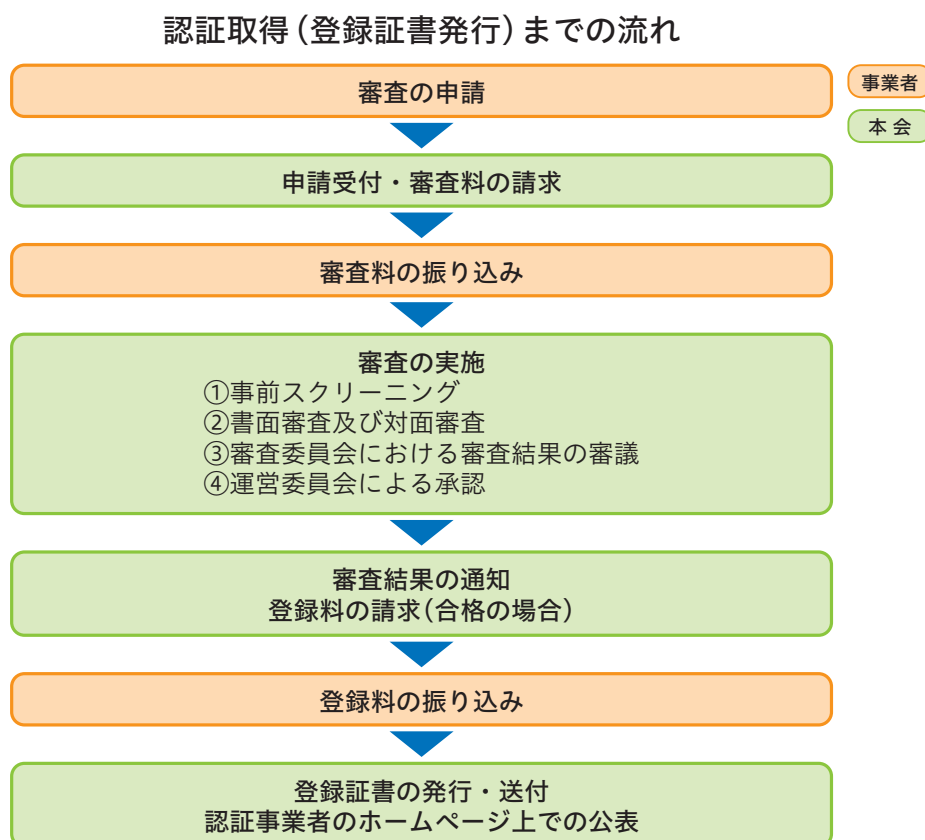 認証取得(登録証書発行)までの流れ
審査の申請
事業者
本会
申請受付・審査料の請求
審査料の振り込み
審査の実施
①事前スクリーニング
②書面審査及び対面審査
③審査委員会における審査結果の審議
④運営委員会による承認
審査結果の通知
登録料の請求(合格の場合)
登録料の振り込み
登録証書の発行・送付
認証事業者のホームページ上での公表